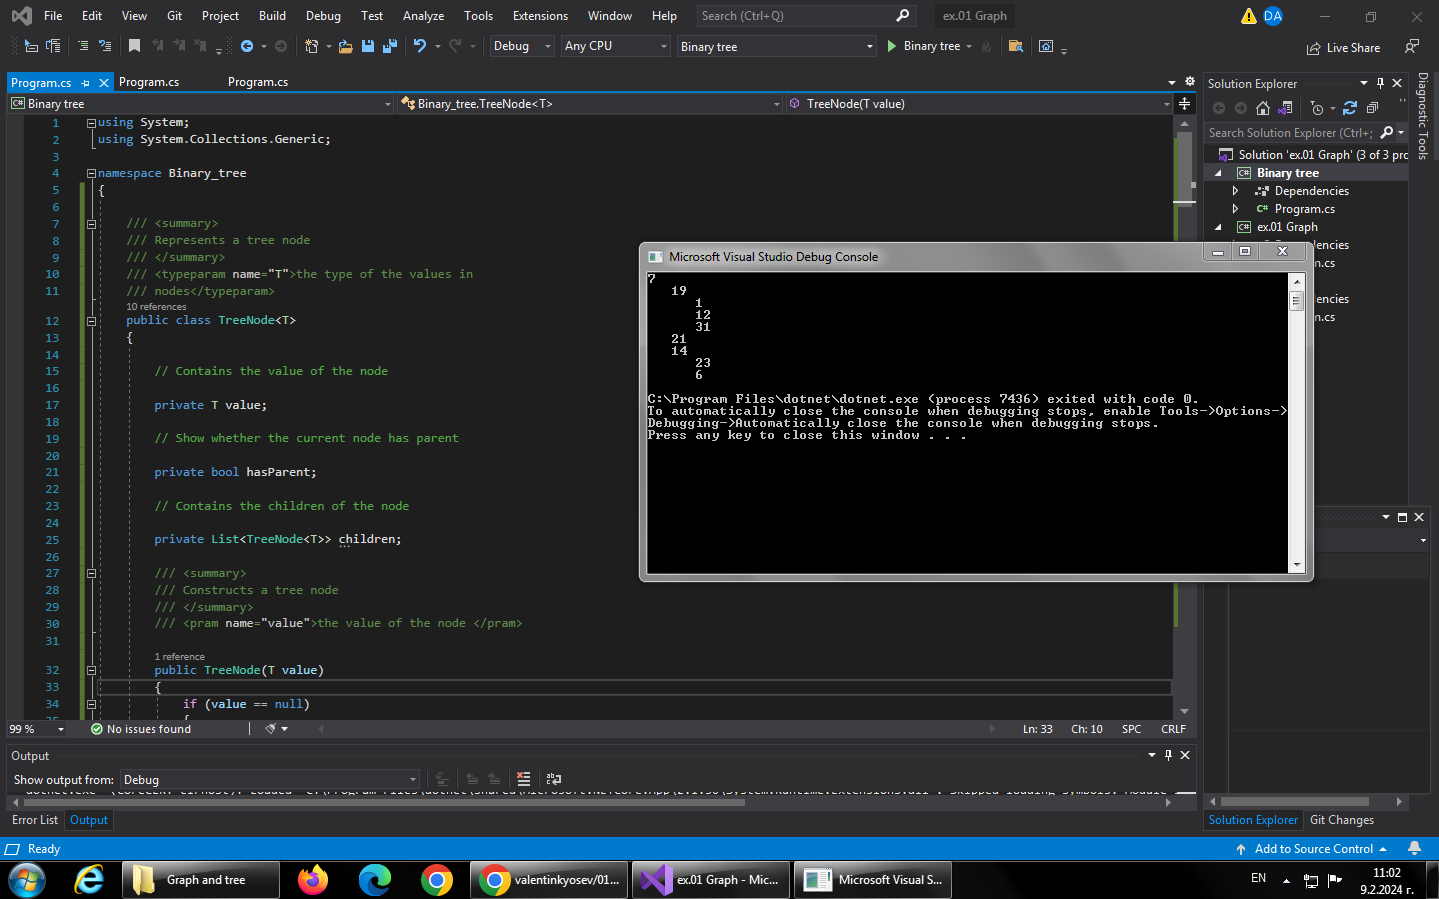 File Edit View Git Project Build Debug Test Analyze Tools Extensions Window Help Search (Ctrl+Q) ex.01 Graph DA
Debug Any CPU Binary tree Binary tree Live Share
Program.cs Program.cs Program.cs
C# Binary tree Binary_tree.TreeNode<T> TreeNode(T value)
1 using System;
2 using System.Collections.Generic;
3
4 namespace Binary_tree
5 {
6
7 /// <summary>
8 /// Represents a tree node
9 /// </summary>
10 /// <typeparam name="T">the type of the values in
11 /// nodes</typeparam>
10 references
12 public class TreeNode<T>
13 {
14
15 // Contains the value of the node
16
17 private T value;
18
19 // Show whether the current node has parent
20
21 private bool hasParent;
22
23 // Contains the children of the node
24
25 private List<TreeNode<T>> children;
26
27 /// <summary>
28 /// Constructs a tree node
29 /// </summary>
30 /// <pram name="value">the value of the node </pram>
31
1 reference
32 public TreeNode(T value)
33 {
34 if (value == null)
35 {
99 % No issues found Ln: 33 Ch: 10 SPC CRLF
Microsoft Visual Studio Debug Console
7
19
1
12
31
21
14
23
6
C:\Program Files\dotnet\dotnet.exe (process 7436) exited with code 0.
To automatically close the console when debugging stops, enable Tools->Options->
Debugging->Automatically close the console when debugging stops.
Press any key to close this window . . .
Solution Explorer
Search Solution Explorer (Ctrl+;
Solution 'ex.01 Graph' (3 of 3 pro
C# Binary tree
Dependencies
C# Program.cs
C# ex.01 Graph
endencies
m.cs
endencies
m.cs
Diagnostic Tools
Solution Explorer Git Changes
Output
Show output from: Debug
Error List Output
Ready Add to Source Control
Graph and tree valentinkyosev/01... ex.01 Graph - Mic... Microsoft Visual S... EN 11:02
9.2.2024 г.